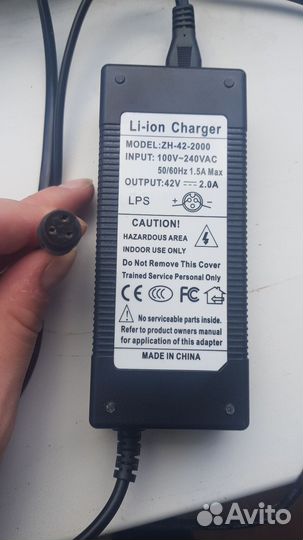 Li-ion Charger
MODEL:ZH-42-2000
INPUT: 100V~240VAC
50/60Hz 1.5A Max
OUTPUT:42V 2.0A
LPS
CAUTION!
HAZARDOUS AREA
INDOOR USE ONLY
Do Not Remove This Cover
Trained Service Personal Only
CE CCC FC
No serviceable parts inside.
Refer to product owners manual
for application of this adapter
MADE IN CHINA
Avito